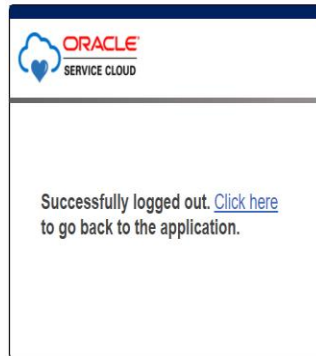 ORACLE
SERVICE CLOUD
Successfully logged out. Click here
to go back to the application.